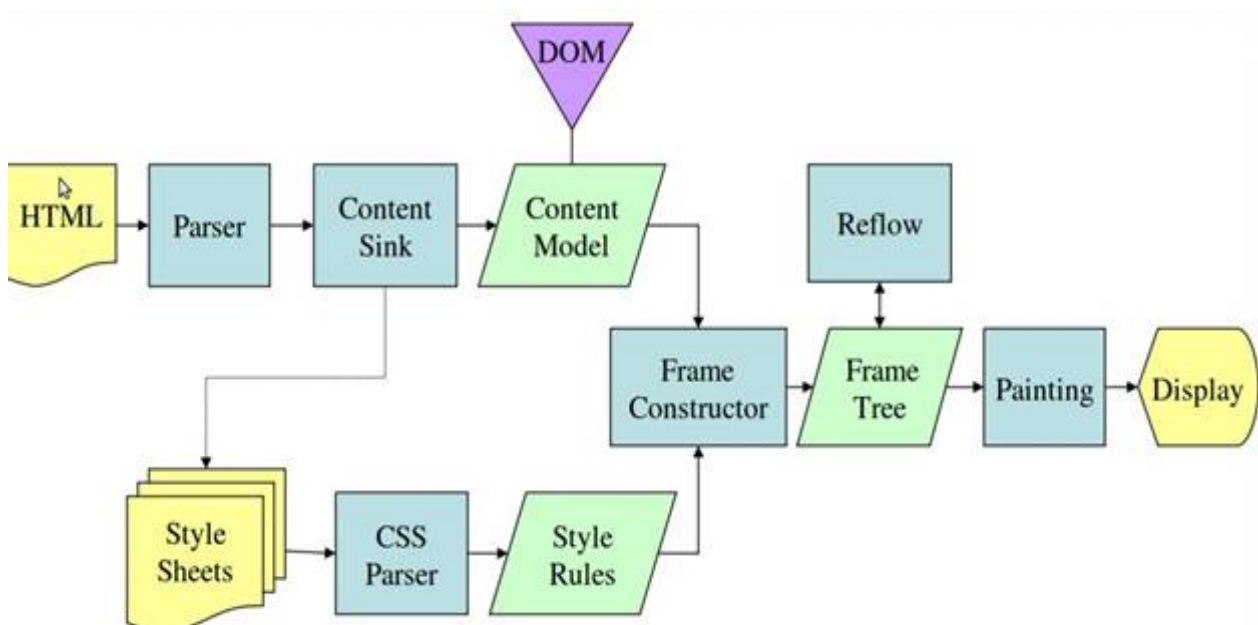 DOM
HTML
Parser
Content
Sink
Content
Model
Reflow
Frame
Constructor
Frame
Tree
Painting
Display
Style
Sheets
CSS
Parser
Style
Rules